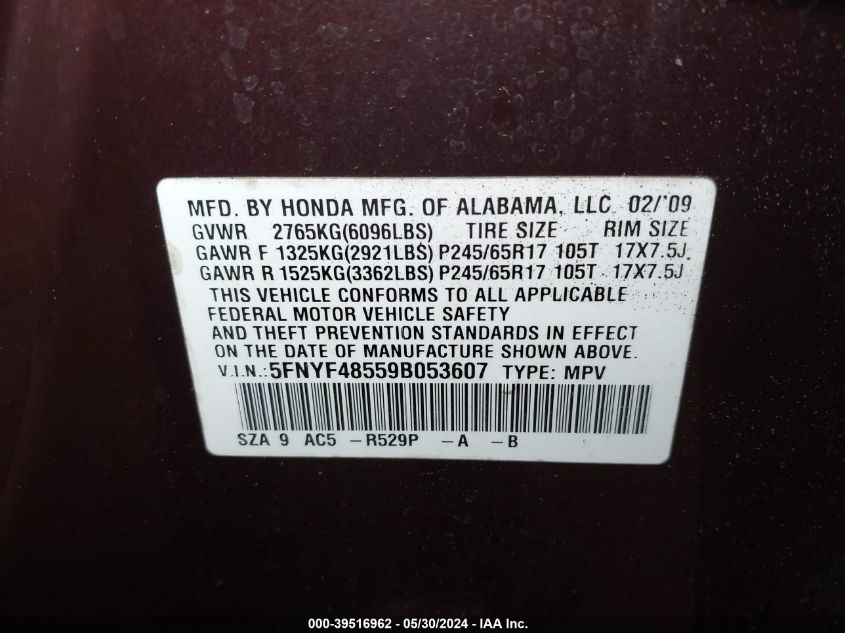 MFD. BY HONDA MFG. OF ALABAMA, LLC 02/'09
GVWR 2765KG(6096LBS) TIRE SIZE RIM SIZE
GAWR F 1325KG(2921LBS) P245/65R17 105T 17X7.5J
GAWR R 1525KG(3362LBS) P245/65R17 105T 17X7.5J
THIS VEHICLE CONFORMS TO ALL APPLICABLE
FEDERAL MOTOR VEHICLE SAFETY
AND THEFT PREVENTION STANDARDS IN EFFECT
ON THE DATE OF MANUFACTURE SHOWN ABOVE.
V.I.N.: 5FNYF48559B053607 TYPE: MPV
SZA 9 AC5 -R529P -A -B
000-39516962 - 05/30/2024 - IAA Inc.